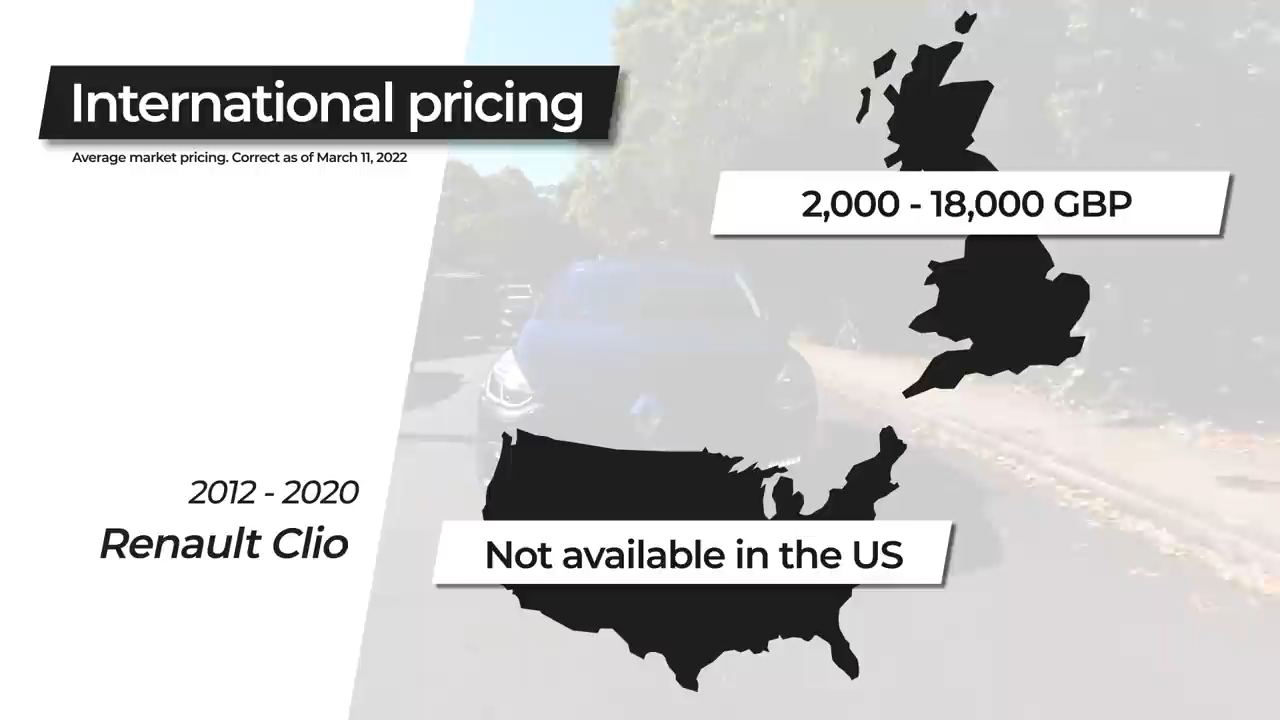 International pricing
Average market pricing. Correct as of March 11, 2022
2,000 - 18,000 GBP
2012 - 2020
Renault Clio
Not available in the US